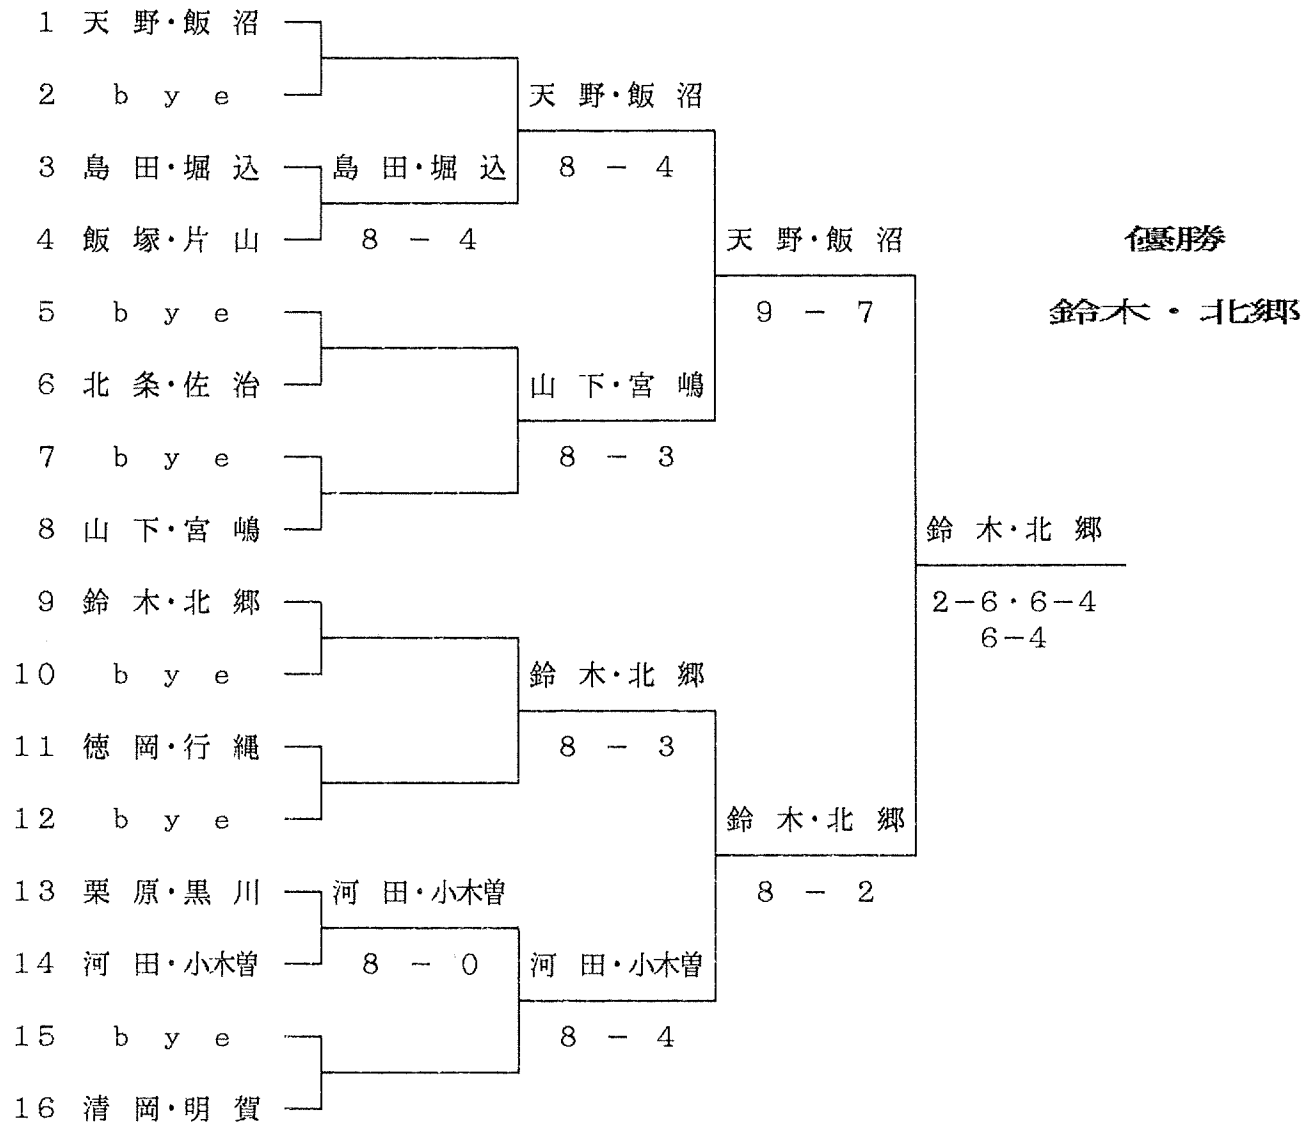 1 天野・飯沼
2 bye 天野・飯沼
3 島田・堀込 島田・堀込 8－4
4 飯塚・片山 8－4 天野・飯沼 優勝
5 bye 9－7 鈴木・北郷
6 北条・佐治 山下・宮嶋
7 bye 8－3
8 山下・宮嶋 鈴木・北郷
9 鈴木・北郷 2－6・6－4
6－4
10 bye 鈴木・北郷
11 徳岡・行縄 8－3
12 bye 鈴木・北郷
13 栗原・黒川 河田・小木曽 8－2
14 河田・小木曽 8－0 河田・小木曽
15 bye 8－4
16 清岡・明賀